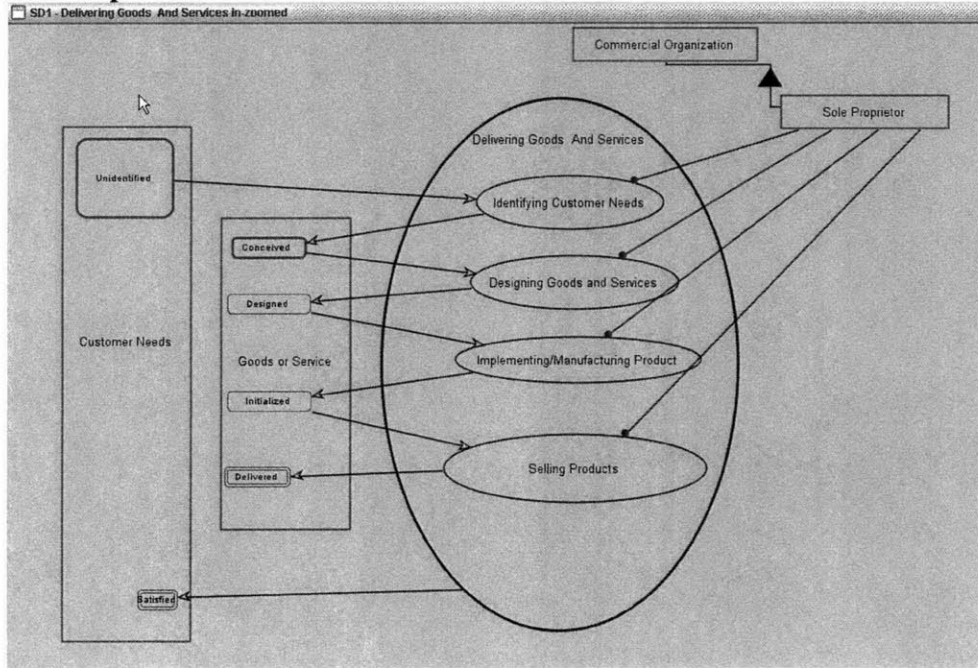 SD1 - Delivering Goods And Services in-zoomed
Commercial Organization
Sole Proprietor
Delivering Goods And Services
Unidentified
Identifying Customer Needs
Conceived
Designing Goods and Services
Designed
Customer Needs
Goods or Service
Implementing/Manufacturing Product
Initialized
Selling Products
Delivered
Satisfied